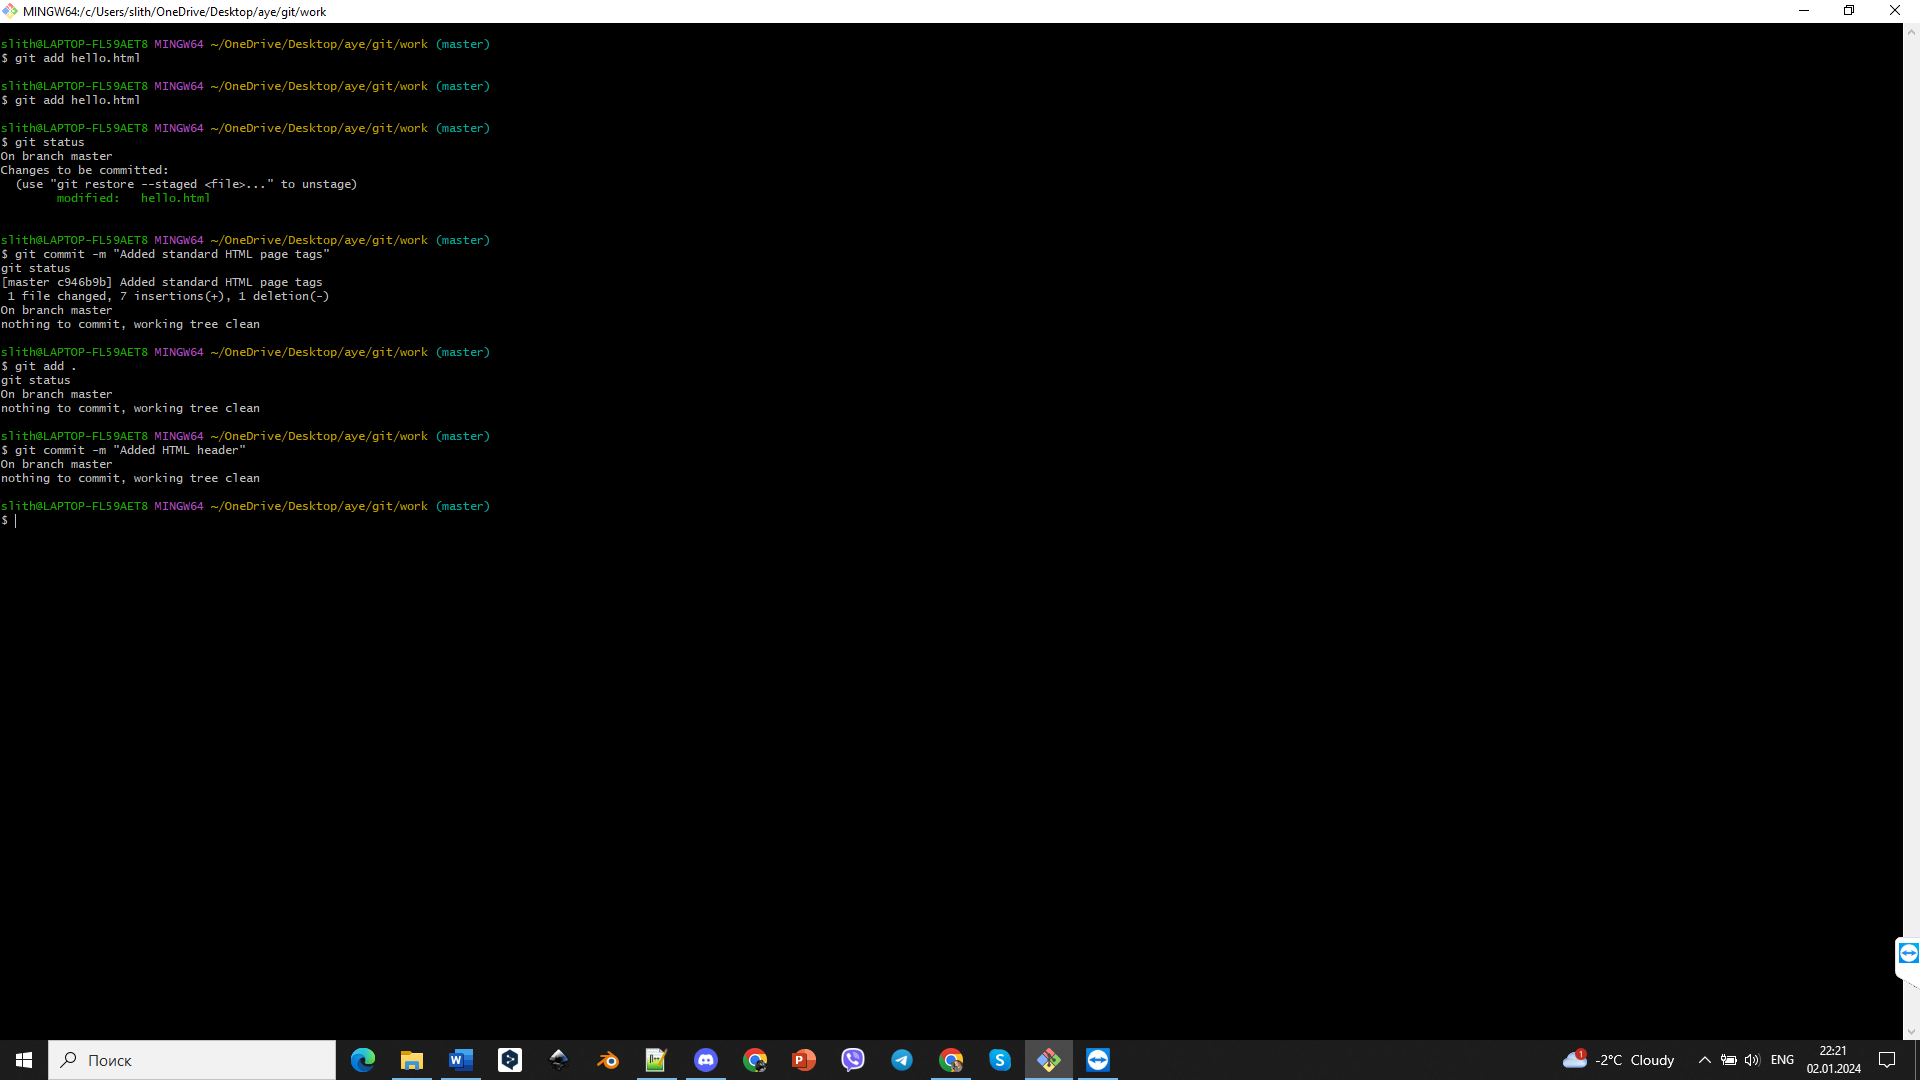 MINGW64:/c/Users/slith/OneDrive/Desktop/aye/git/work
slith@LAPTOP-FL59AET8 MINGW64 ~/OneDrive/Desktop/aye/git/work (master)
$ git add hello.html
slith@LAPTOP-FL59AET8 MINGW64 ~/OneDrive/Desktop/aye/git/work (master)
$ git add hello.html
slith@LAPTOP-FL59AET8 MINGW64 ~/OneDrive/Desktop/aye/git/work (master)
$ git status
On branch master
Changes to be committed:
  (use "git restore --staged <file>..." to unstage)
        modified:   hello.html
slith@LAPTOP-FL59AET8 MINGW64 ~/OneDrive/Desktop/aye/git/work (master)
$ git commit -m "Added standard HTML page tags"
git status
[master c946b9b] Added standard HTML page tags
 1 file changed, 7 insertions(+), 1 deletion(-)
On branch master
nothing to commit, working tree clean
slith@LAPTOP-FL59AET8 MINGW64 ~/OneDrive/Desktop/aye/git/work (master)
$ git add .
git status
On branch master
nothing to commit, working tree clean
slith@LAPTOP-FL59AET8 MINGW64 ~/OneDrive/Desktop/aye/git/work (master)
$ git commit -m "Added HTML header"
On branch master
nothing to commit, working tree clean
slith@LAPTOP-FL59AET8 MINGW64 ~/OneDrive/Desktop/aye/git/work (master)
$
Поиск
1
-2°C Cloudy
ENG
22:21
02.01.2024